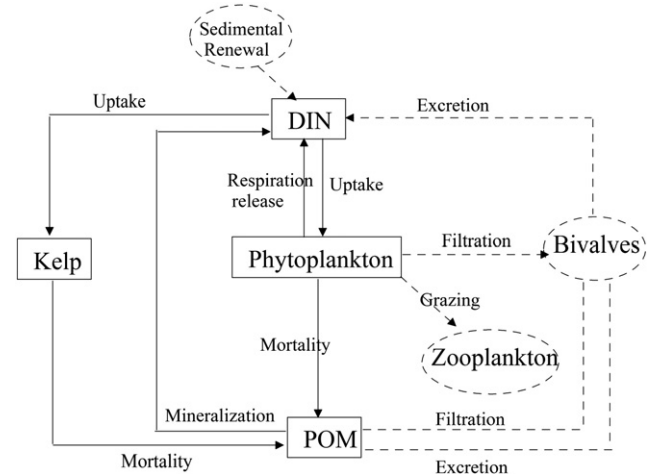 Sedimental
Renewal
Uptake
Excretion
DIN
Respiration
release
Uptake
Filtration
Bivalves
Kelp
Phytoplankton
Grazing
Mortality
Zooplankton
Mineralization
Filtration
POM
Mortality
Excretion